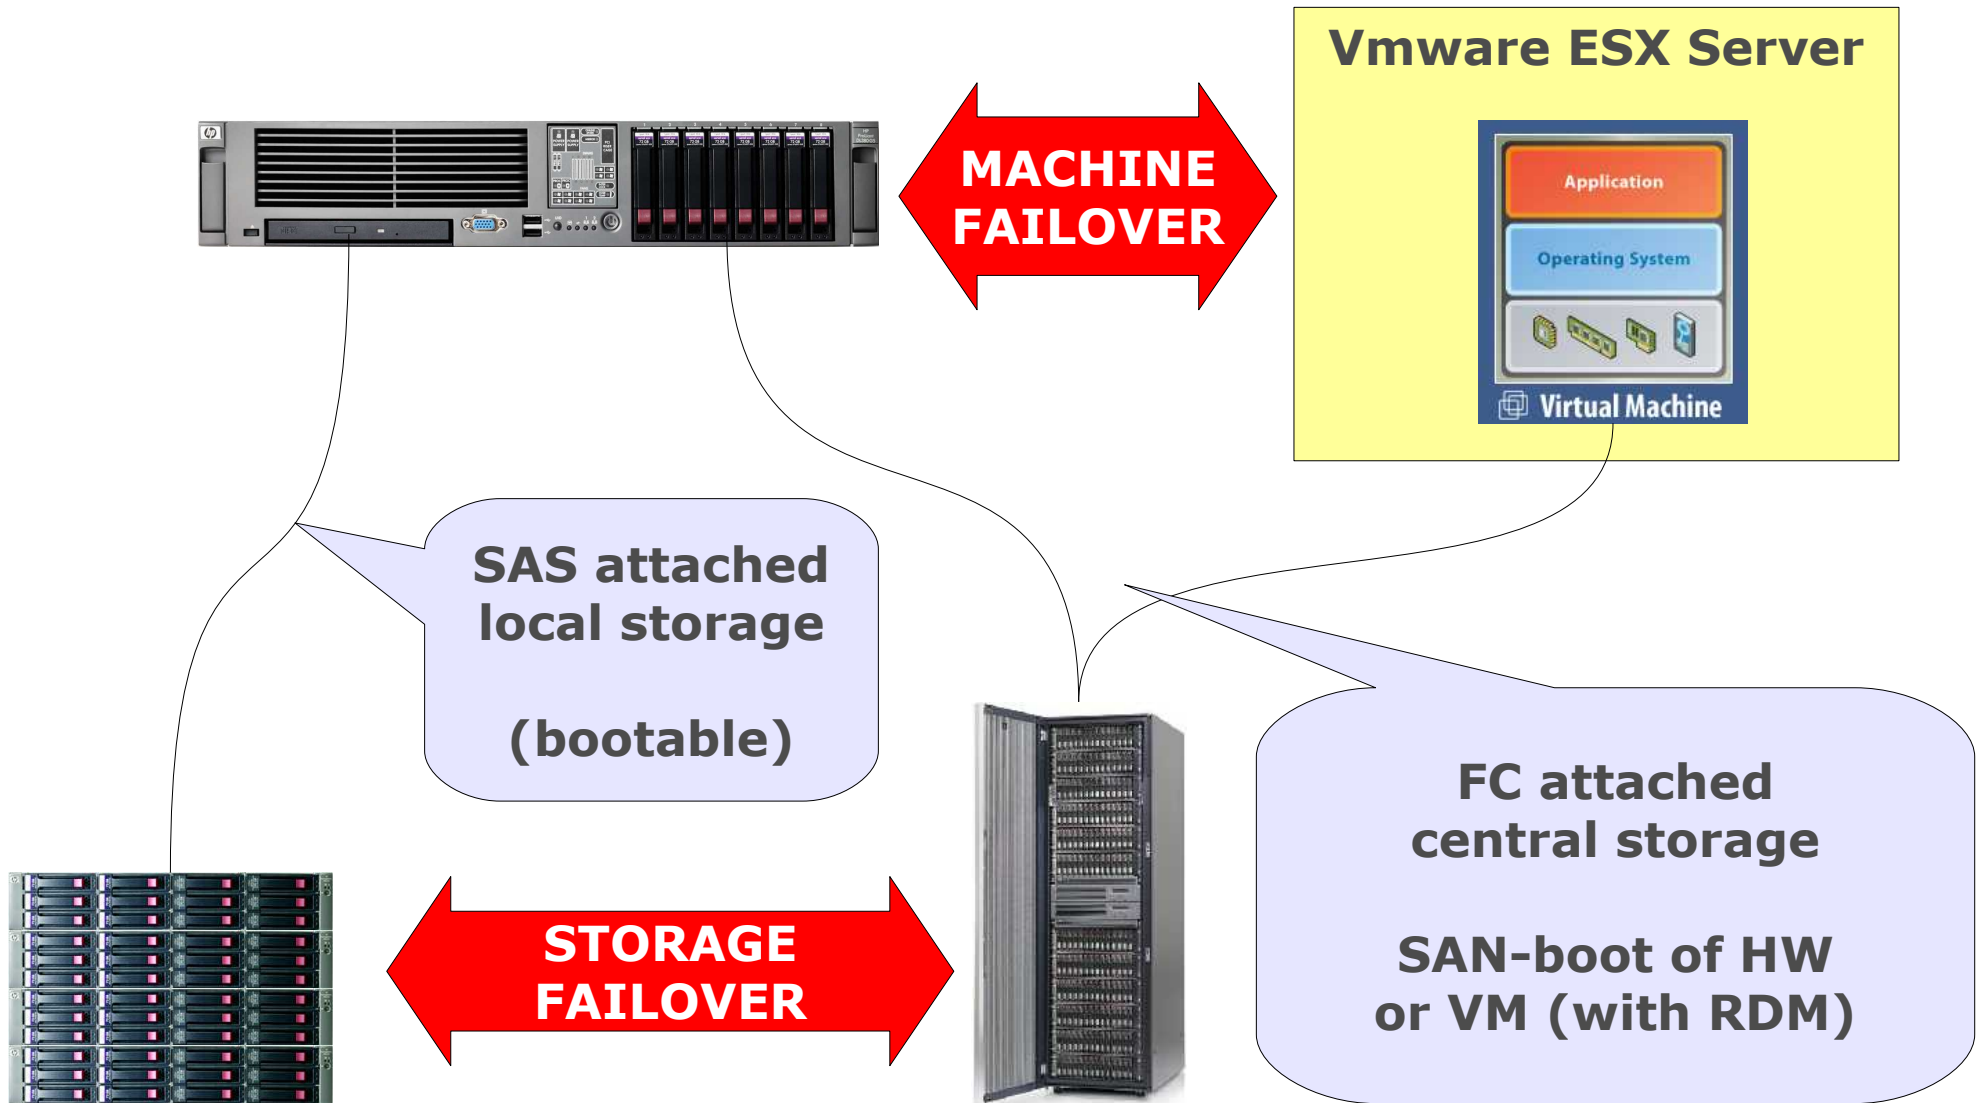 Vmware ESX Server
MACHINE
FAILOVER
Application
Operating System
Virtual Machine
SAS attached
local storage
(bootable)
FC attached
central storage
SAN-boot of HW
or VM (with RDM)
STORAGE
FAILOVER